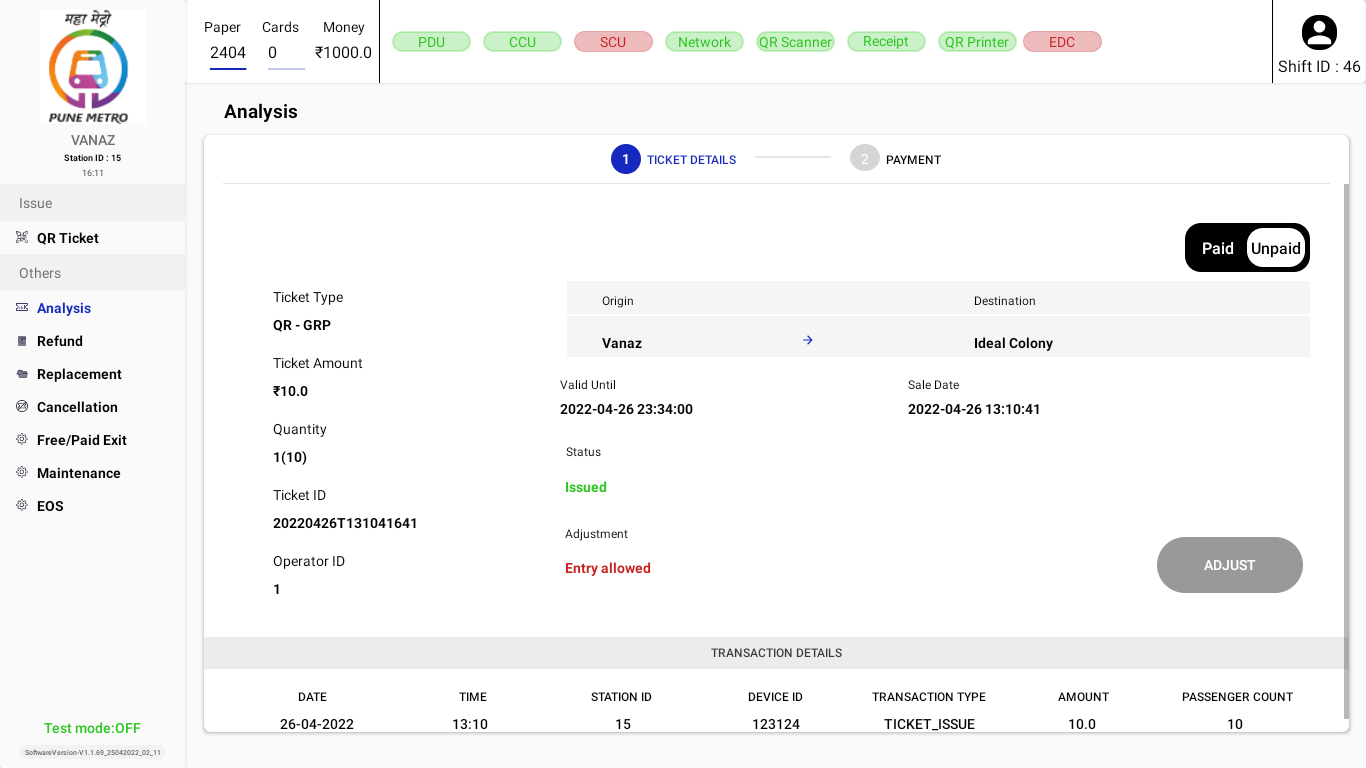 महा मेट्रो
PUNE METRO
VANAZ
Station ID : 15
16:11
Issue
QR Ticket
Others
Analysis
Refund
Replacement
Cancellation
Free/Paid Exit
Maintenance
EOS
Test mode:OFF
SoftwareVersion-V1.1.69_25042022_02_11
Paper Cards Money
2404 0 ₹1000.0
PDU CCU SCU Network QR Scanner Receipt QR Printer EDC
Shift ID : 46
Analysis
1 TICKET DETAILS 2 PAYMENT
Paid Unpaid
Ticket Type
QR - GRP
Ticket Amount
₹10.0
Quantity
1(10)
Ticket ID
20220426T131041641
Operator ID
1
Origin Destination
Vanaz → Ideal Colony
Valid Until Sale Date
2022-04-26 23:34:00 2022-04-26 13:10:41
Status
Issued
Adjustment
Entry allowed
ADJUST
TRANSACTION DETAILS
DATE TIME STATION ID DEVICE ID TRANSACTION TYPE AMOUNT PASSENGER COUNT
26-04-2022 13:10 15 123124 TICKET_ISSUE 10.0 10